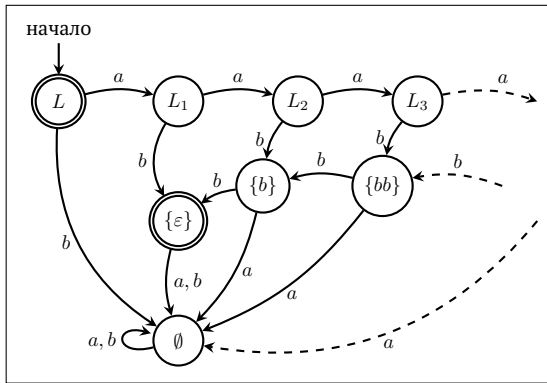 начало
L a L₁ a L₂ a L₃ a
b b b b
{ε} b {b} b {bb} b
a, b a a a
a, b ∅